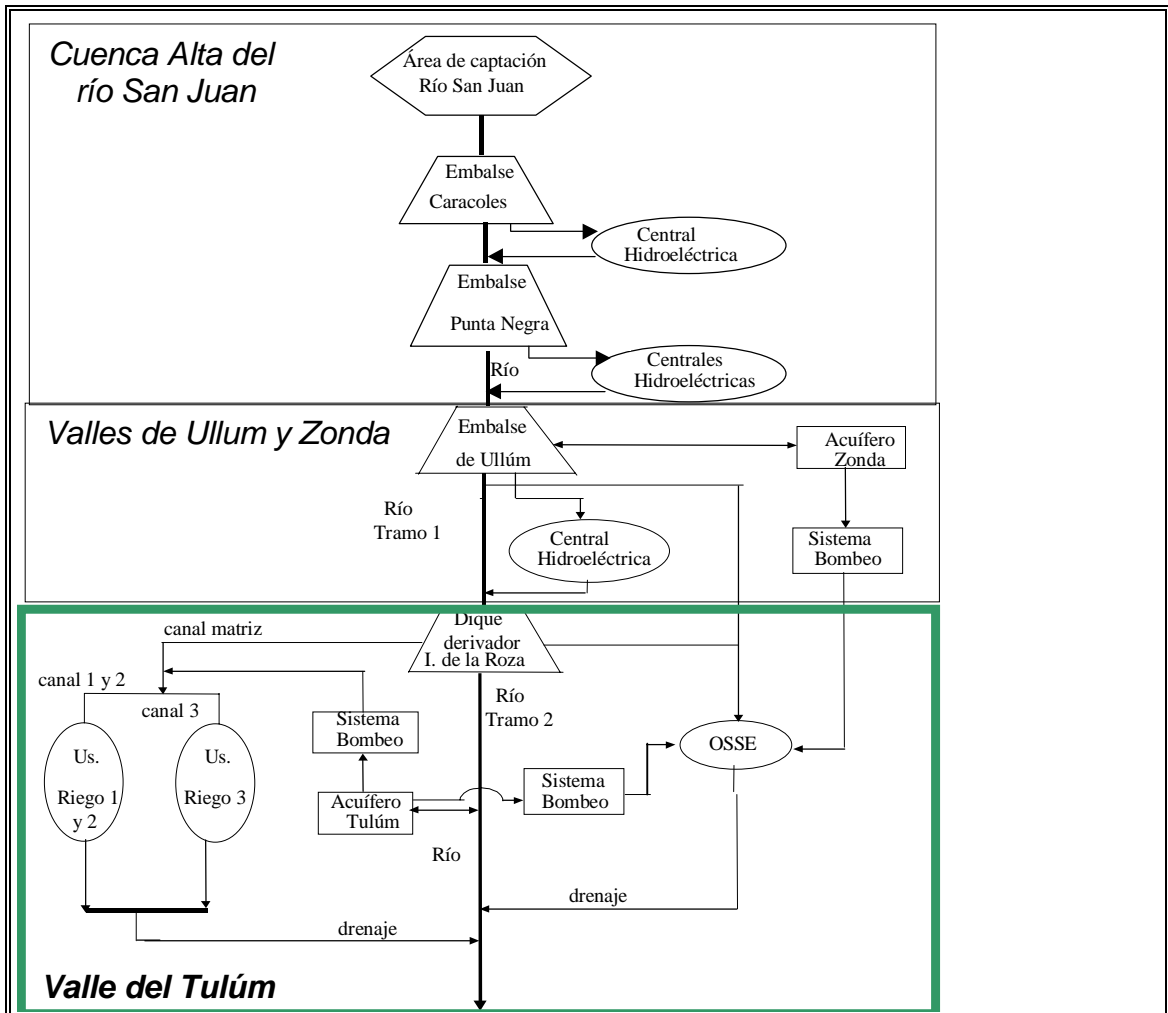 Cuenca Alta del
río San Juan
Área de captación
Río San Juan
Embalse
Caracoles
Central
Hidroeléctrica
Embalse
Punta Negra
Río
Centrales
Hidroeléctricas
Valles de Ullum y Zonda
Embalse
de Ullúm
Acuífero
Zonda
Río
Tramo 1
Central
Hidroeléctrica
Sistema
Bombeo
Dique
derivador
I. de la Roza
canal matriz
canal 1 y 2
canal 3
Río
Tramo 2
Sistema
Bombeo
OSSE
Us.
Riego 1
y 2
Us.
Riego 3
Sistema
Bombeo
Acuífero
Tulúm
Río
drenaje
drenaje
Valle del Tulúm